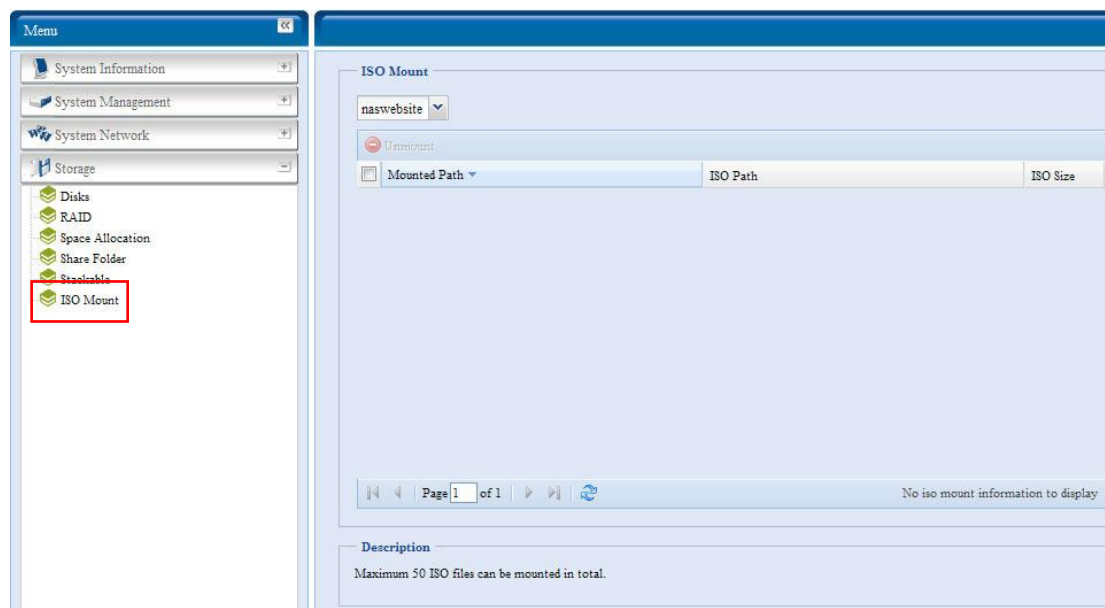 Menu
System Information
System Management
System Network
Storage
Disks
RAID
Space Allocation
Share Folder
Stackable
ISO Mount
ISO Mount
naswebsite
Unmount
Mounted Path ISO Path ISO Size
Page 1 of 1 No iso mount information to display
Description
Maximum 50 ISO files can be mounted in total.